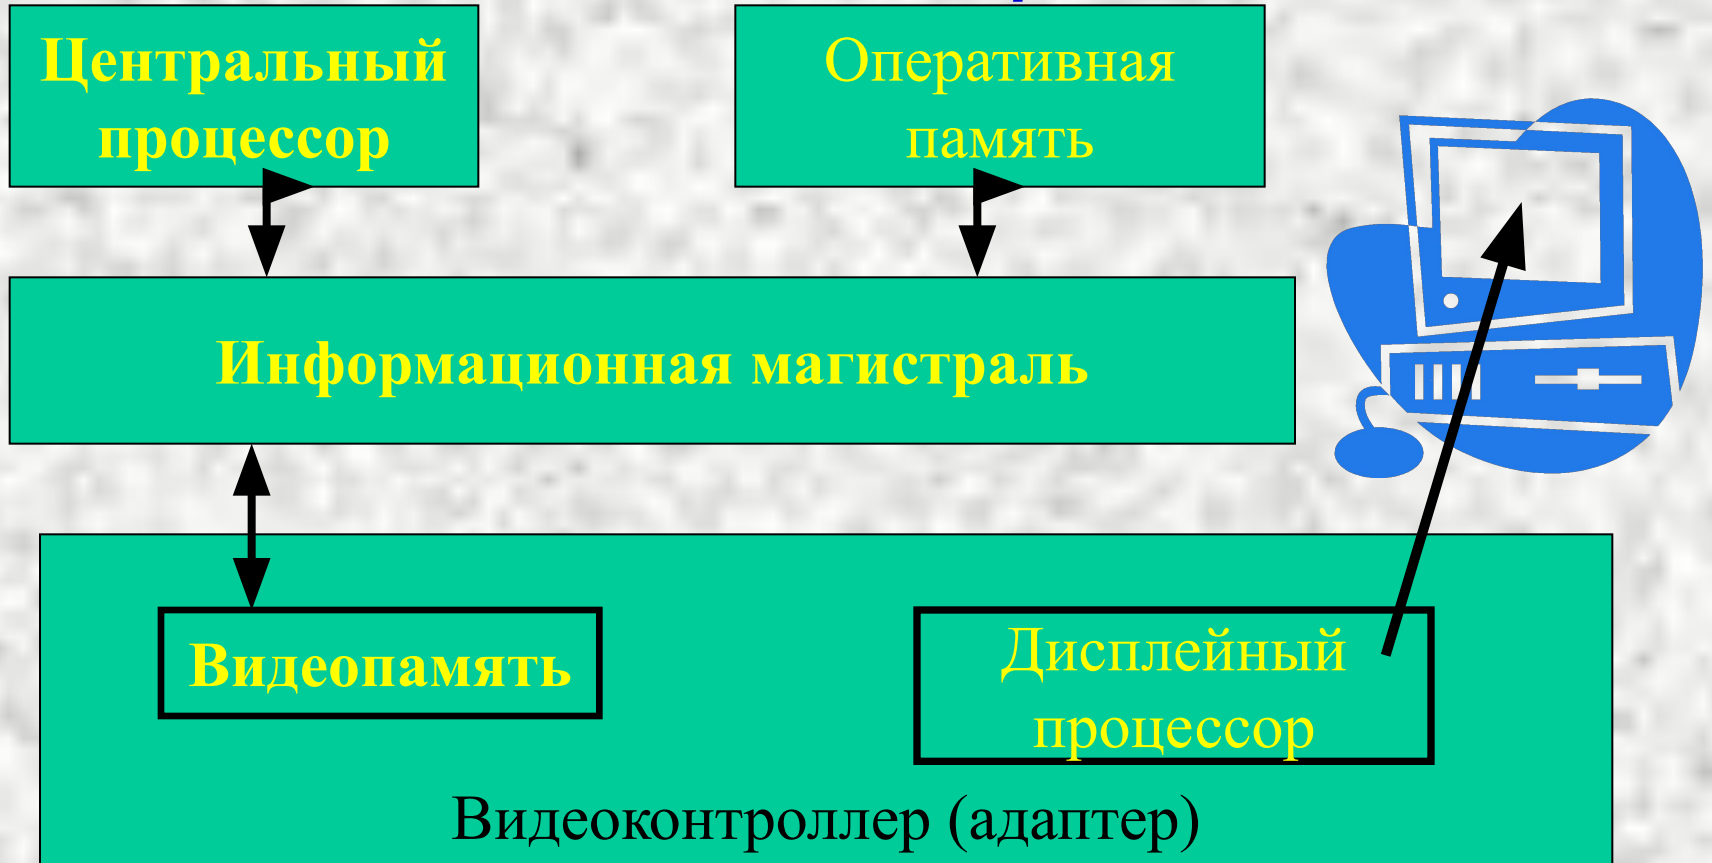 Центральный
процессор
Оперативная
память
Информационная магистраль
Видеопамять
Дисплейный
процессор
Видеоконтроллер (адаптер)